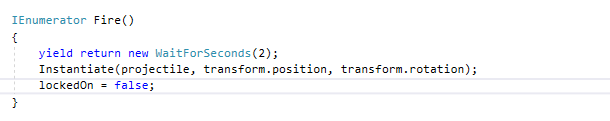 IEnumerator Fire()
{
    yield return new WaitForSeconds(2);
    Instantiate(projectile, transform.position, transform.rotation);
    lockedOn = false;
}